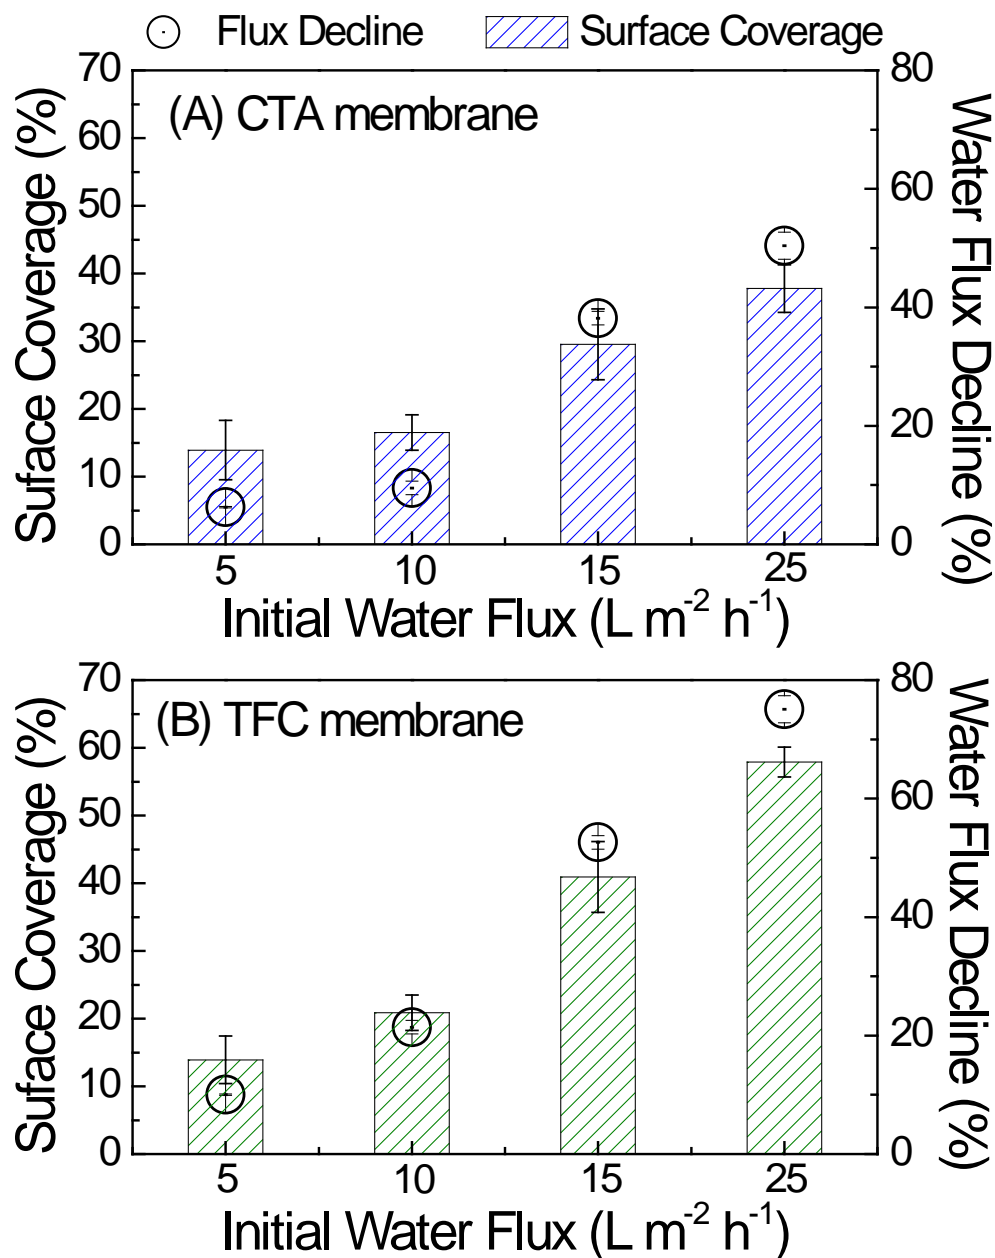 Flux Decline Surface Coverage
(A) CTA membrane
Suface Coverage (%)
70
60
50
40
30
20
10
0
Water Flux Decline (%)
80
60
40
20
0
5 10 15 25
Initial Water Flux (L m⁻² h⁻¹)
(B) TFC membrane
Suface Coverage (%)
70
60
50
40
30
20
10
0
Water Flux Decline (%)
80
60
40
20
0
5 10 15 25
Initial Water Flux (L m⁻² h⁻¹)